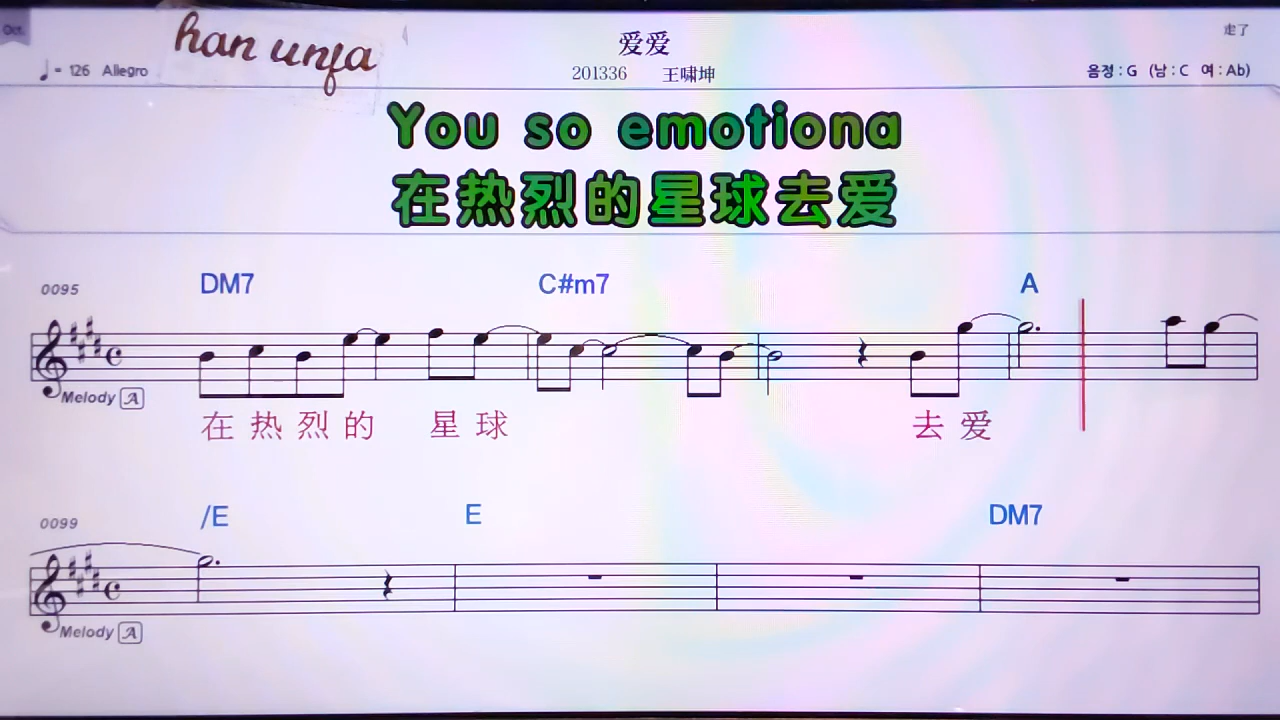 Oct.
han unfa
爱爱
走了
♩= 126 Allegro
201336 王啸坤
음정 : G (남 : C 여 : Ab)
You so emotiona
在热烈的星球去爱
0095
DM7 C#m7 A
Melody A
在热烈的 星球 去爱
0099
/E E DM7
Melody A